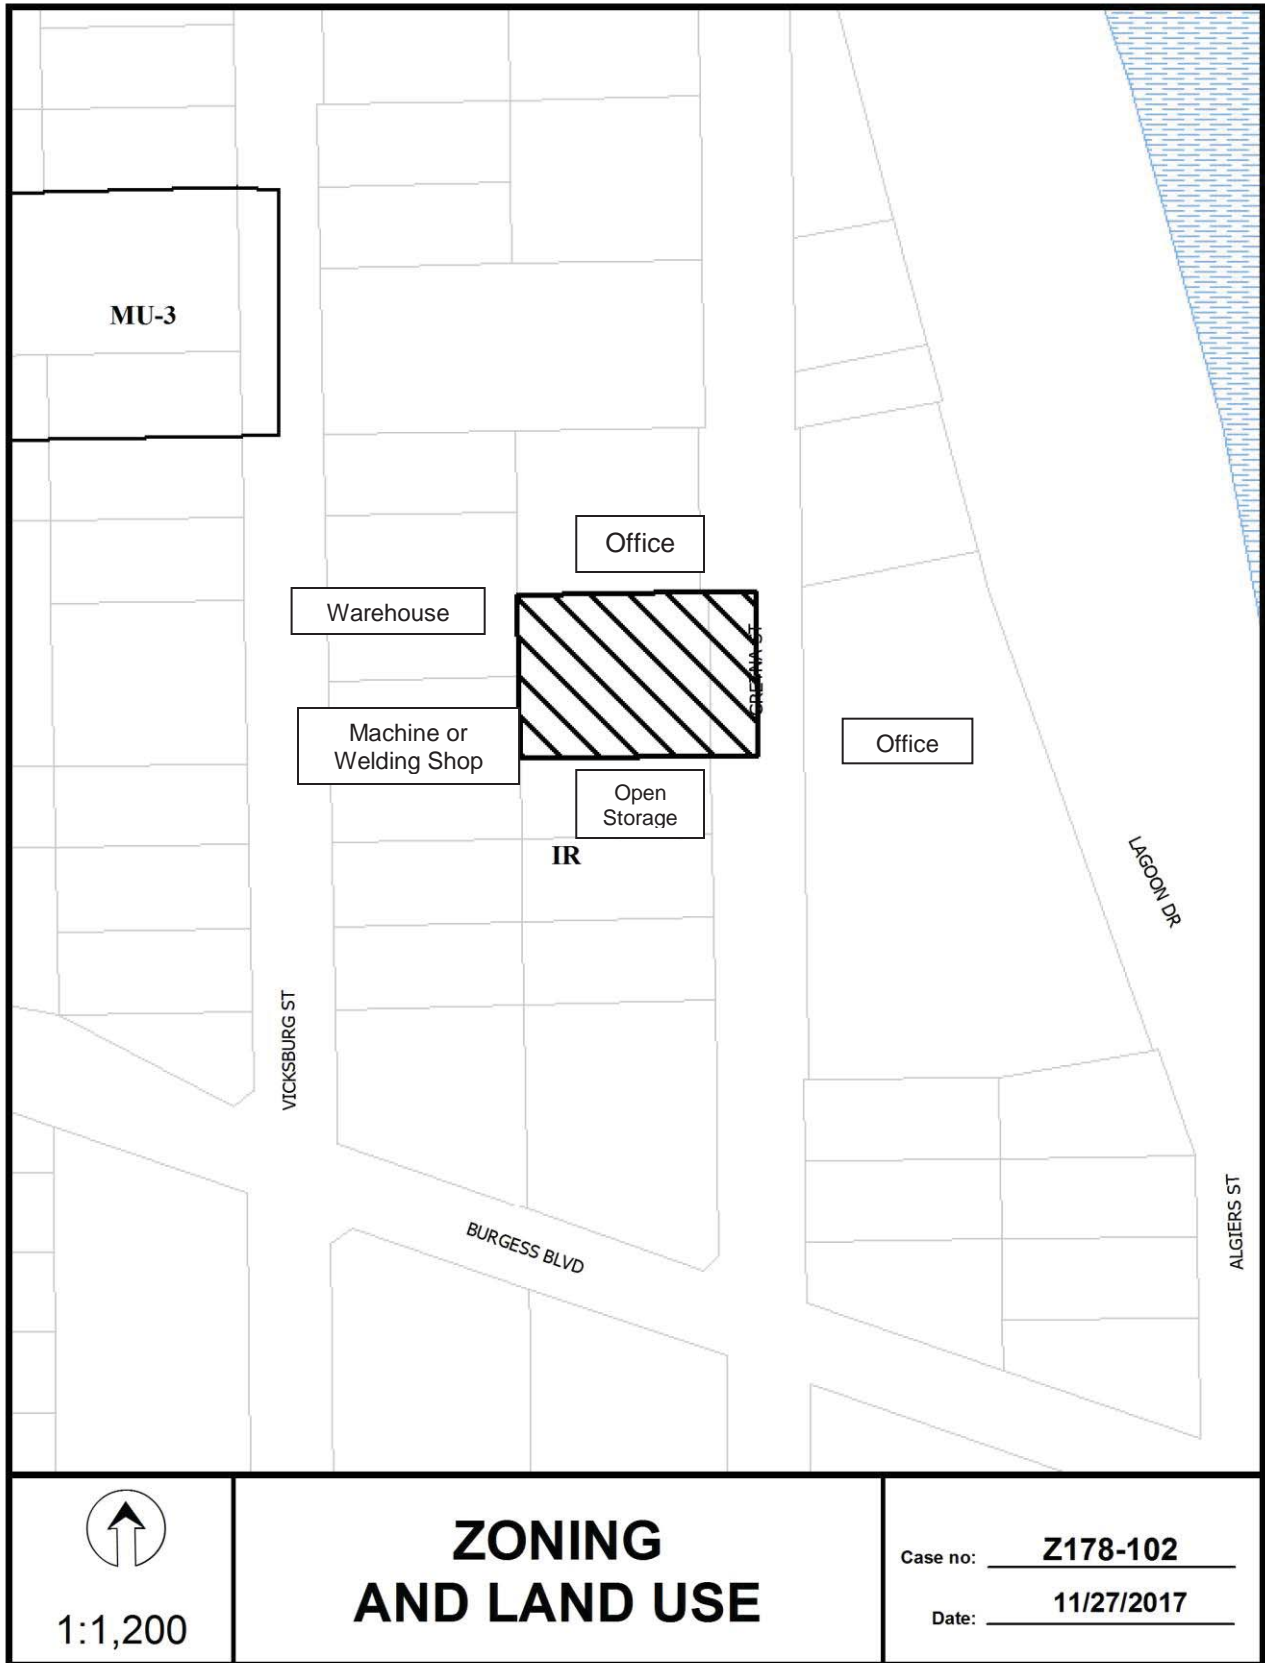 MU-3
Office
Warehouse
GRETNA ST
Machine or
Welding Shop
Office
Open
Storage
IR
LAGOON DR
VICKSBURG ST
ALGIERS ST
BURGESS BLVD
1:1,200
ZONING
AND LAND USE
Case no: Z178-102
Date: 11/27/2017